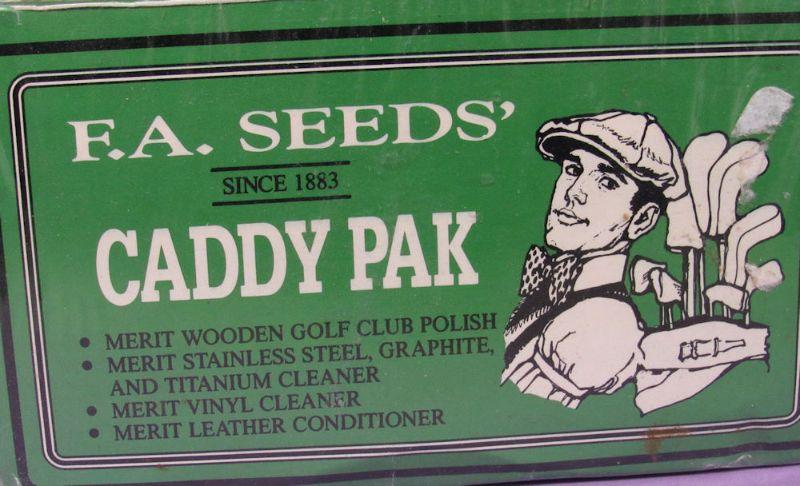 F.A. SEEDS'
SINCE 1883
CADDY PAK
• MERIT WOODEN GOLF CLUB POLISH
• MERIT STAINLESS STEEL, GRAPHITE,
AND TITANIUM CLEANER
• MERIT VINYL CLEANER
• MERIT LEATHER CONDITIONER